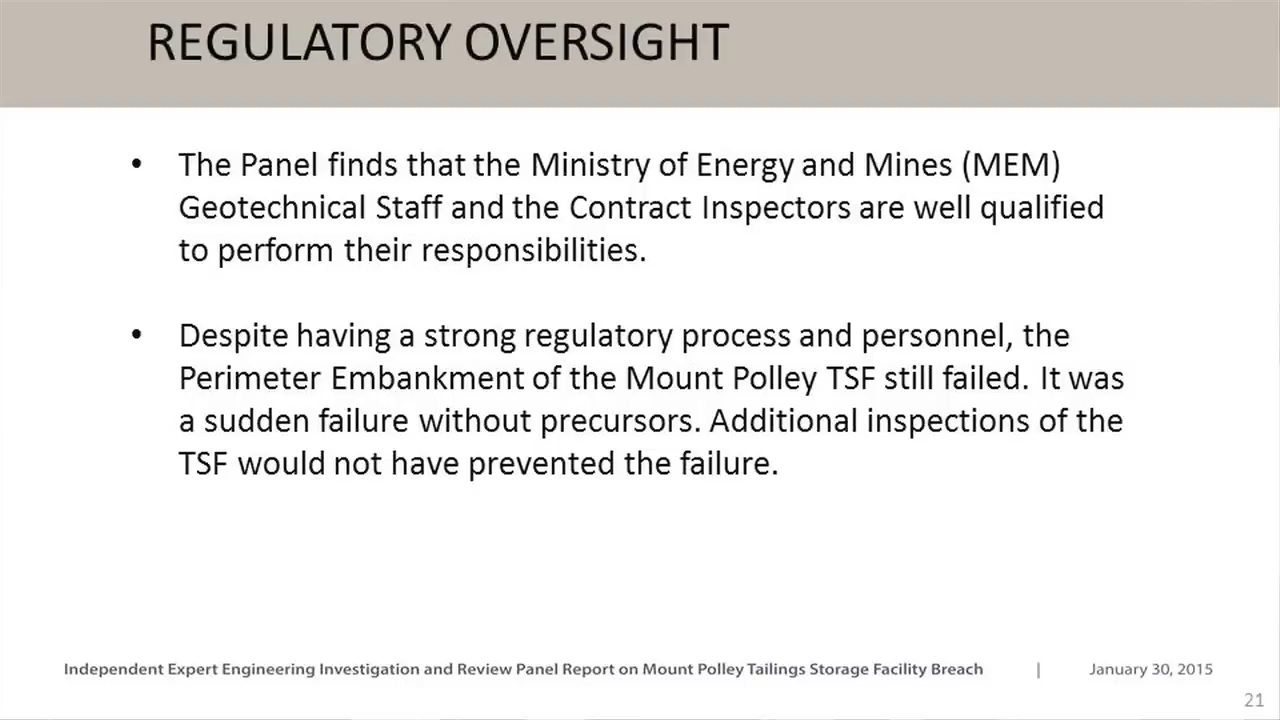 REGULATORY OVERSIGHT
• The Panel finds that the Ministry of Energy and Mines (MEM)
Geotechnical Staff and the Contract Inspectors are well qualified
to perform their responsibilities.
• Despite having a strong regulatory process and personnel, the
Perimeter Embankment of the Mount Polley TSF still failed. It was
a sudden failure without precursors. Additional inspections of the
TSF would not have prevented the failure.
Independent Expert Engineering Investigation and Review Panel Report on Mount Polley Tailings Storage Facility Breach | January 30, 2015
21